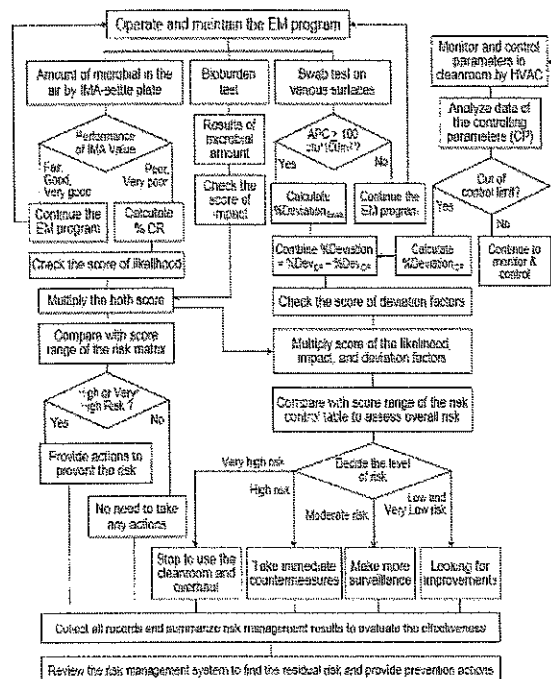 Operate and maintain the EM program
Amount of microbial in the
air by IMA-settle plate
Bioburden
test
Swab test on
various surfaces
Monitor and control
parameters in
cleanroom by HVAC
Performance
of IMA Value
Results of
microbial
amount
APC > 100
Analyze data of
the controlling
parameters (CP)
Fair,
Good,
Very good
Poor,
Very poor
Yes
No
Out of
control limit?
Check the
score of
impact
Continue the
EM program
Calculate
% CR
Calculate
%Deviation
Continue the
EM program
Yes
No
Check the score of likelihood
Combine %Deviation
Calculate
%Deviation
Continue to
monitor &
control
Multiply the both score
Check the score of deviation factors
Compare with score
range of the risk matrix
Multiply score of the likelihood
impact, and deviation factors
High or Very
High Risk ?
Compare with score range of the risk
control table to assess overall risk
Yes
No
Provide actions to
prevent the risk
Very high risk
Decide the level
of risk
High risk
Low and
Very Low risk
Moderate risk
No need to take
any actions
Stop to use the
cleanroom and
overhaul
Take immediate
countermeasures
Make more
surveillance
Looking for
improvements
Collect all records and summarize risk management results to evaluate the effectiveness
Review the risk management system to find the residual risk and provide prevention actions